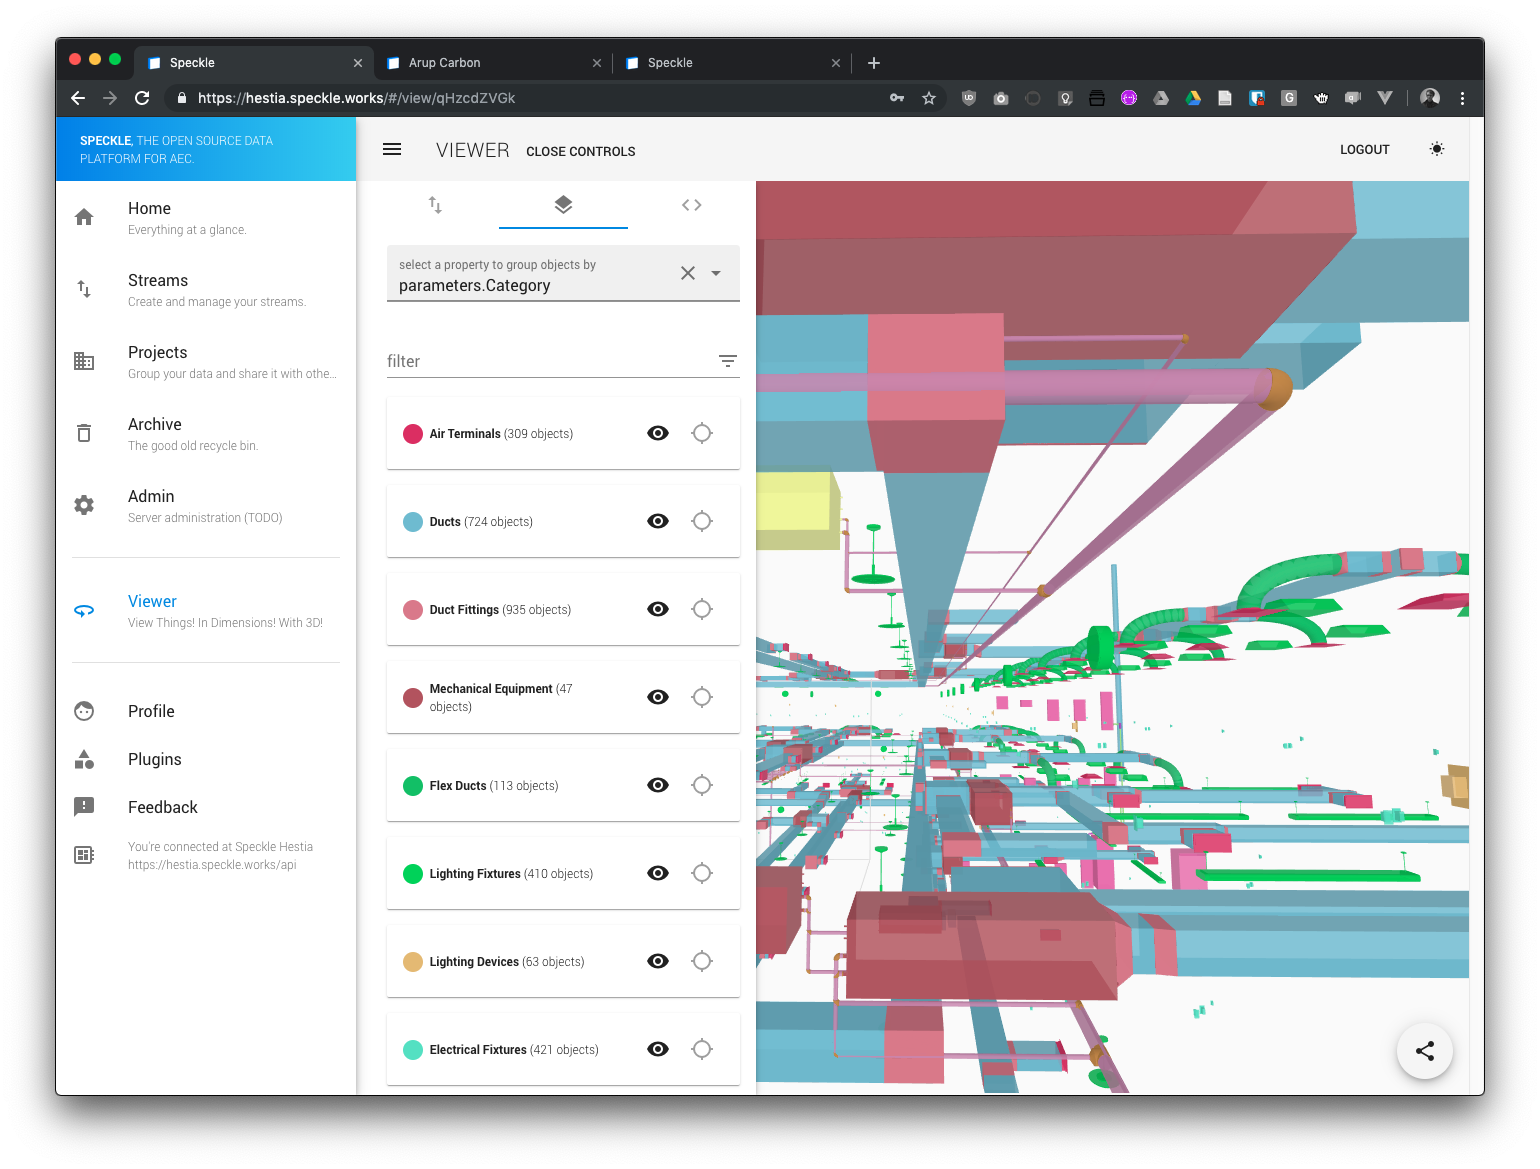 Speckle
Arup Carbon
Speckle
https://hestia.speckle.works/#/view/qHzcdZVGk
SPECKLE, THE OPEN SOURCE DATA
PLATFORM FOR AEC.
VIEWER
CLOSE CONTROLS
LOGOUT
Home
Everything at a glance.
Streams
Create and manage your streams.
Projects
Group your data and share it with othe...
Archive
The good old recycle bin.
Admin
Server administration (TODO)
Viewer
View Things! In Dimensions! With 3D!
Profile
Plugins
Feedback
You're connected at Speckle Hestia
https://hestia.speckle.works/api
select a property to group objects by
parameters.Category
filter
Air Terminals (309 objects)
Ducts (724 objects)
Duct Fittings (935 objects)
Mechanical Equipment (47
objects)
Flex Ducts (113 objects)
Lighting Fixtures (410 objects)
Lighting Devices (63 objects)
Electrical Fixtures (421 objects)